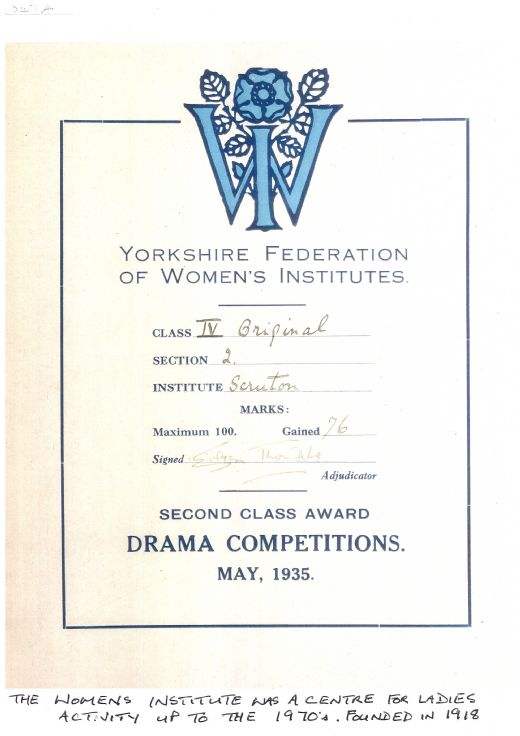 WI
YORKSHIRE FEDERATION
OF WOMEN'S INSTITUTES.
CLASS IV Original
SECTION 2.
INSTITUTE Scruton
MARKS:
Maximum 100. Gained 76
Signed
Adjudicator
SECOND CLASS AWARD
DRAMA COMPETITIONS.
MAY, 1935.
THE WOMENS INSTITUTE WAS A CENTRE FOR LADIES
ACTIVITY UP TO THE 1970's. FOUNDED IN 1918